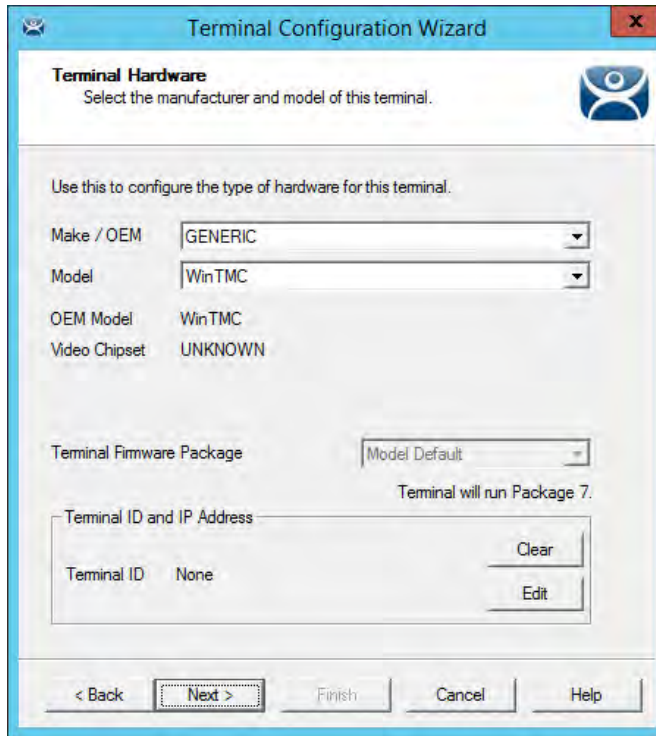 Terminal Configuration Wizard
x
Terminal Hardware
Select the manufacturer and model of this terminal.
Use this to configure the type of hardware for this terminal.
Make / OEM GENERIC
Model WinTMC
OEM Model WinTMC
Video Chipset UNKNOWN
Terminal Firmware Package Model Default
Terminal will run Package 7.
Terminal ID and IP Address
Clear
Terminal ID None
Edit
< Back Next > Finish Cancel Help